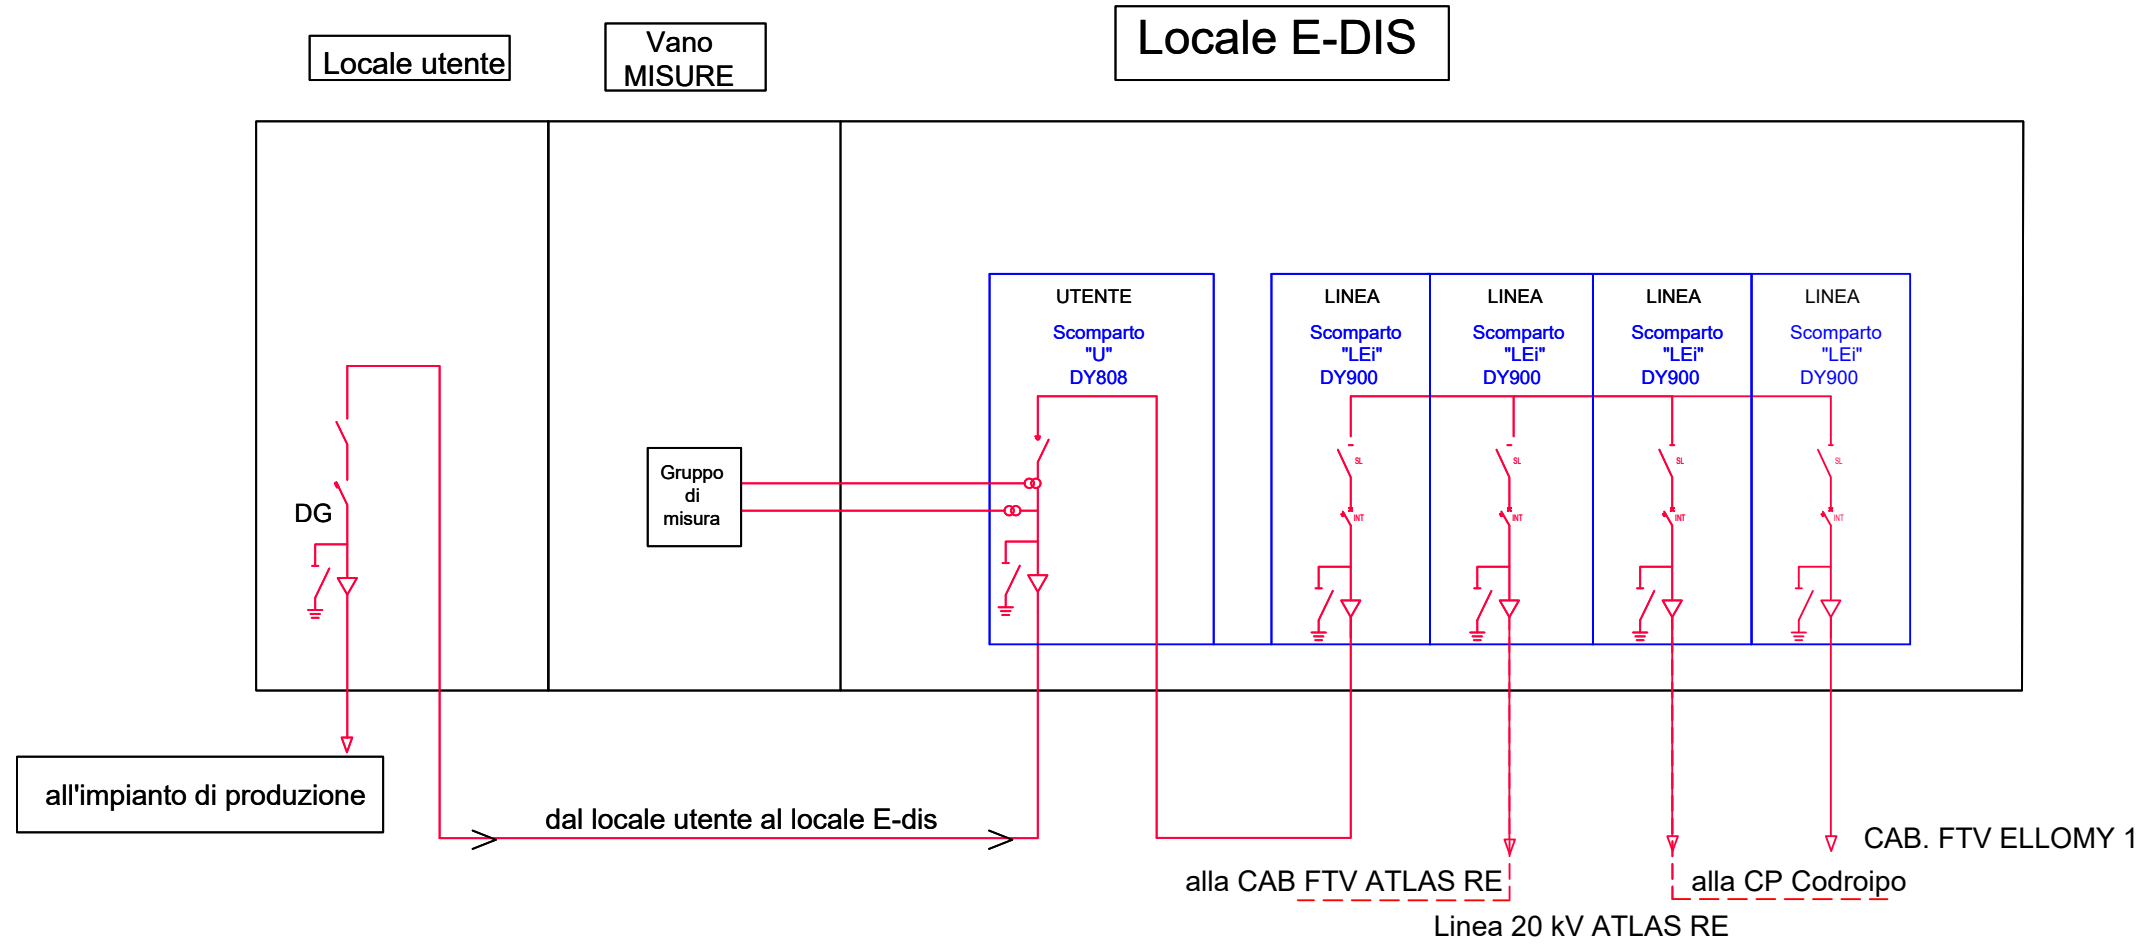 Locale utente
Vano
MISURE
Locale E-DIS
UTENTE
Scomparto
"U"
DY808
LINEA
Scomparto
"LEi"
DY900
LINEA
Scomparto
"LEi"
DY900
LINEA
Scomparto
"LEi"
DY900
LINEA
Scomparto
"LEi"
DY900
SL
SL
SL
SL
Gruppo
di
misura
DG
INT
INT
INT
INT
all'impianto di produzione
dal locale utente al locale E-dis
CAB. FTV ELLOMY 1
alla CAB FTV ATLAS RE
alla CP Codroipo
Linea 20 kV ATLAS RE